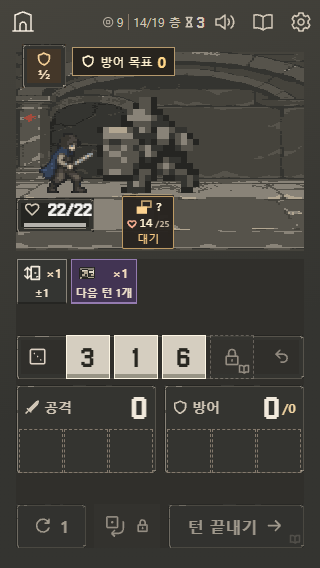 9 14/19 층 3
½
방어 목표 0
22/22
?
14/25
대기
×1
±1
×1
다음 턴 1개
3 1 6
공격 0
방어 0/0
1
턴 끝내기 →